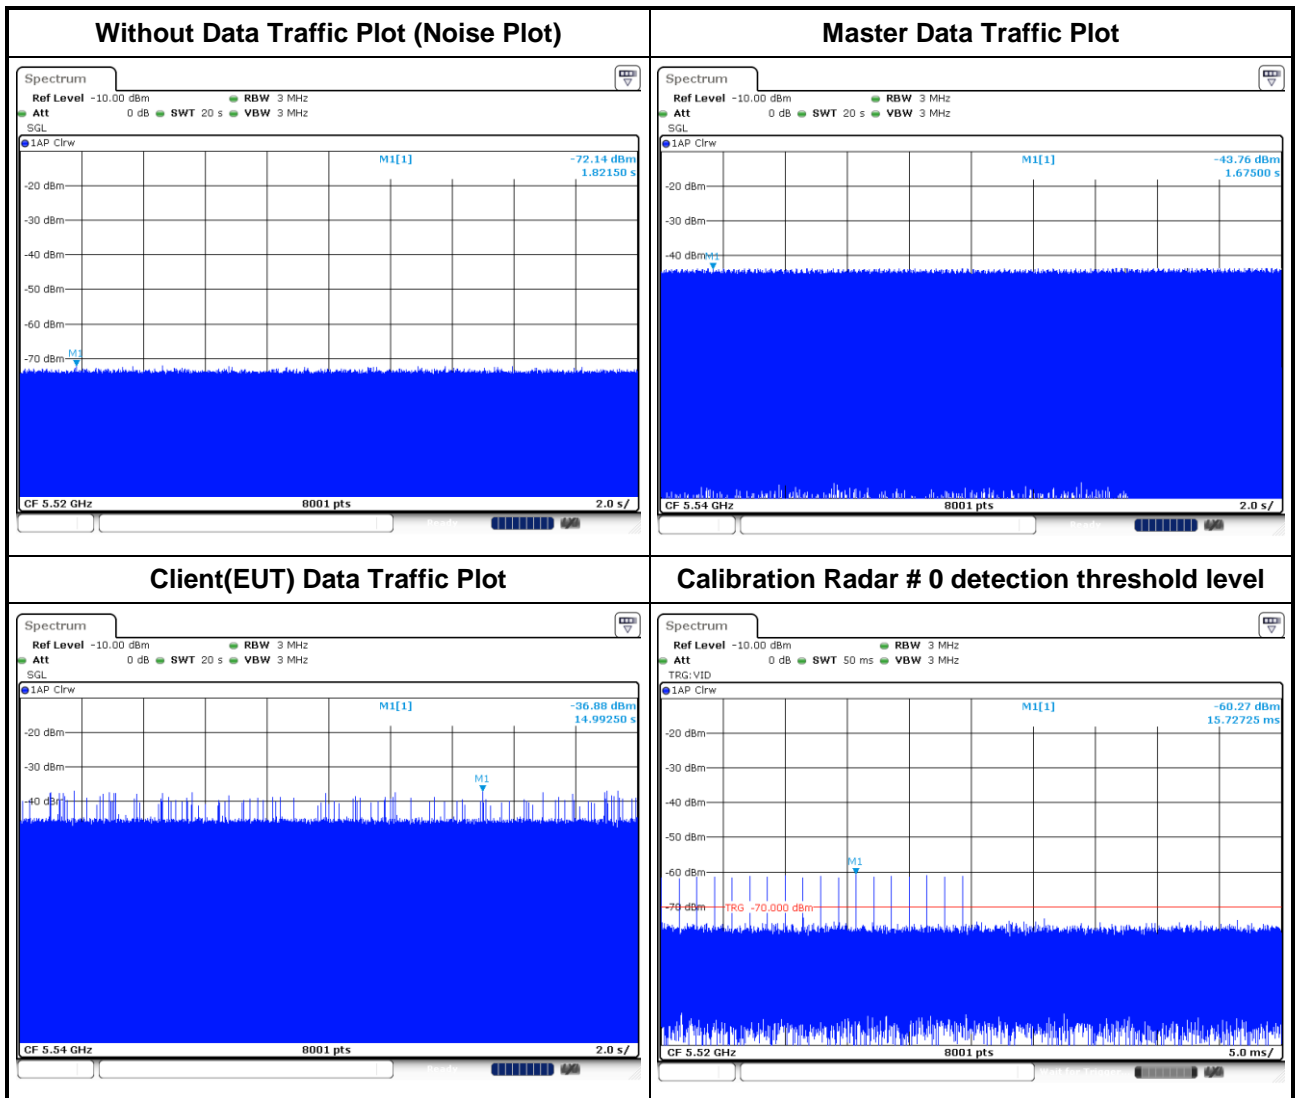 Without Data Traffic Plot (Noise Plot)
Spectrum
Ref Level -10.00 dBm RBW 3 MHz
Att 0 dB SWT 20 s VBW 3 MHz
SGL
1AP Clrw
M1[1] -72.14 dBm
1.82150 s
-20 dBm
-30 dBm
-40 dBm
-50 dBm
-60 dBm
-70 dBm
M1
CF 5.52 GHz 8001 pts 2.0 s/
Ready
Master Data Traffic Plot
Spectrum
Ref Level -10.00 dBm RBW 3 MHz
Att 0 dB SWT 20 s VBW 3 MHz
SGL
1AP Clrw
M1[1] -43.76 dBm
1.67500 s
-20 dBm
-30 dBm
-40 dBm
M1
CF 5.54 GHz 8001 pts 2.0 s/
Ready
Client(EUT) Data Traffic Plot
Spectrum
Ref Level -10.00 dBm RBW 3 MHz
Att 0 dB SWT 20 s VBW 3 MHz
SGL
1AP Clrw
M1[1] -36.88 dBm
14.99250 s
-20 dBm
-30 dBm
M1
-40 dBm
CF 5.54 GHz 8001 pts 2.0 s/
Ready
Calibration Radar # 0 detection threshold level
Spectrum
Ref Level -10.00 dBm RBW 3 MHz
Att 0 dB SWT 50 ms VBW 3 MHz
TRG:VID
1AP Clrw
M1[1] -60.27 dBm
15.72725 ms
-20 dBm
-30 dBm
-40 dBm
-50 dBm
M1
-60 dBm
-70 dBm TRG -70.000 dBm
CF 5.52 GHz 8001 pts 5.0 ms/
Wait for Trigger